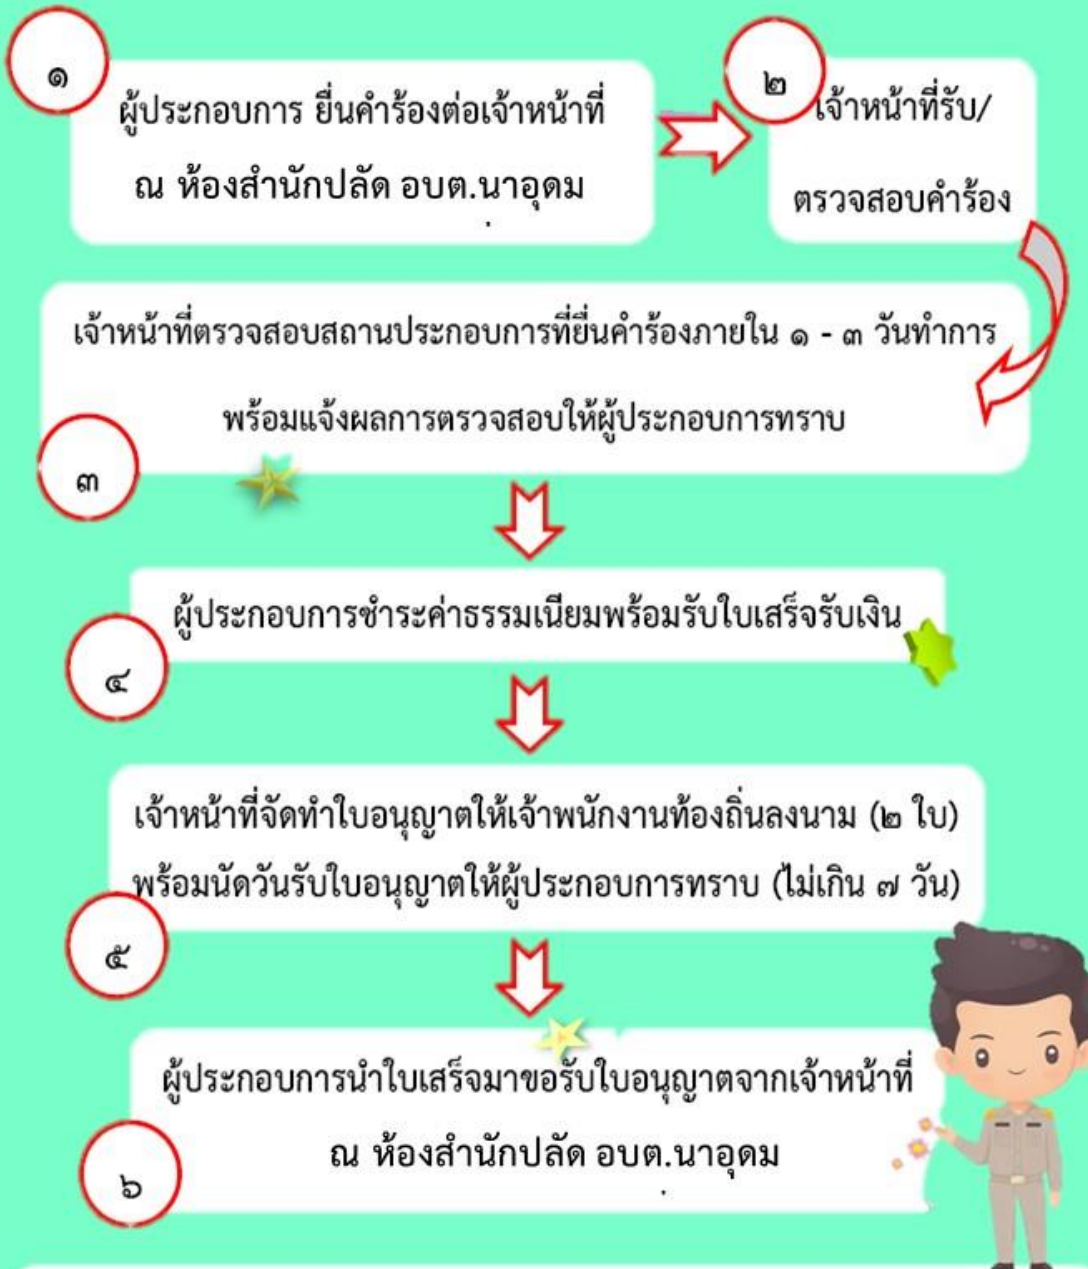 ๑
ผู้ประกอบการ ยื่นคำร้องต่อเจ้าหน้าที่
ณ ห้องสำนักปลัด อบต.นาอุดม
๒
เจ้าหน้าที่รับ/
ตรวจสอบคำร้อง
เจ้าหน้าที่ตรวจสอบสถานประกอบการที่ยื่นคำร้องภายใน ๑ - ๓ วันทำการ
พร้อมแจ้งผลการตรวจสอบให้ผู้ประกอบการทราบ
๓
ผู้ประกอบการชำระค่าธรรมเนียมพร้อมรับใบเสร็จรับเงิน
๔
เจ้าหน้าที่จัดทำใบอนุญาตให้เจ้าพนักงานท้องถิ่นลงนาม (๒ ใบ)
พร้อมนัดวันรับใบอนุญาตให้ผู้ประกอบการทราบ (ไม่เกิน ๗ วัน)
๕
ผู้ประกอบการนำใบเสร็จมาขอรับใบอนุญาตจากเจ้าหน้าที่
ณ ห้องสำนักปลัด อบต.นาอุดม
๖